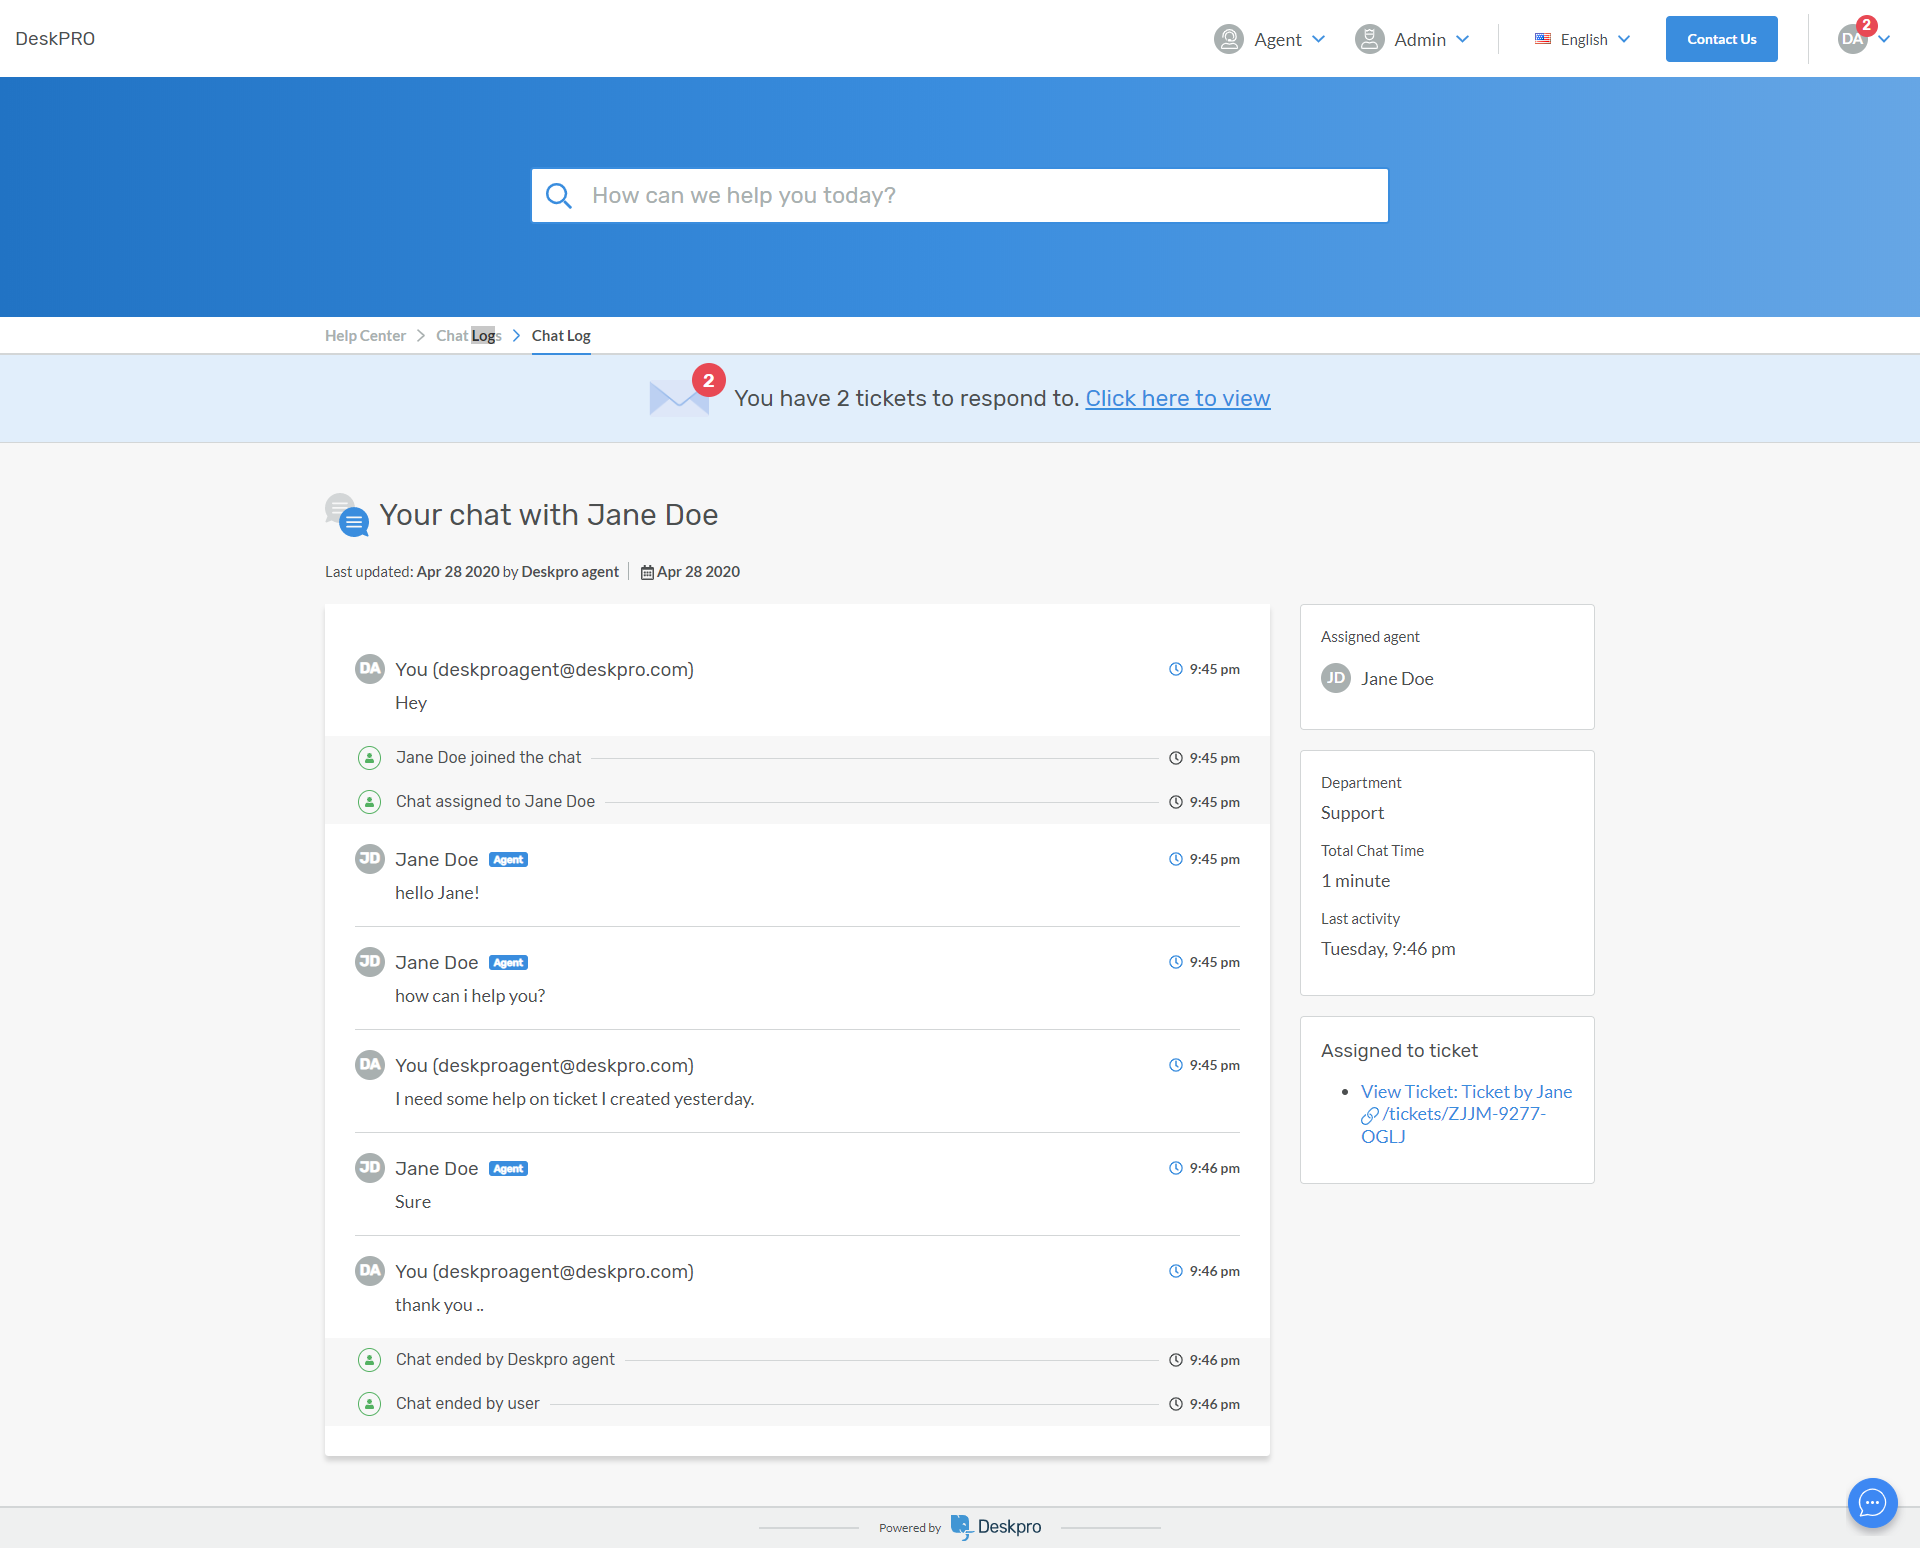 DeskPRO
Agent
Admin
English
Contact Us
DA
2
How can we help you today?
Help Center
Chat Logs
Chat Log
2
You have 2 tickets to respond to. Click here to view
Your chat with Jane Doe
Last updated: Apr 28 2020 by Deskpro agent
Apr 28 2020
DA
You (deskproagent@deskpro.com)
9:45 pm
Hey
Jane Doe joined the chat
9:45 pm
Chat assigned to Jane Doe
9:45 pm
JD
Jane Doe
Agent
9:45 pm
hello Jane!
JD
Jane Doe
Agent
9:45 pm
how can i help you?
DA
You (deskproagent@deskpro.com)
9:45 pm
I need some help on ticket I created yesterday.
JD
Jane Doe
Agent
9:46 pm
Sure
DA
You (deskproagent@deskpro.com)
9:46 pm
thank you ..
Chat ended by Deskpro agent
9:46 pm
Chat ended by user
9:46 pm
Assigned agent
JD
Jane Doe
Department
Support
Total Chat Time
1 minute
Last activity
Tuesday, 9:46 pm
Assigned to ticket
View Ticket: Ticket by Jane
/tickets/ZJJM-9277-
OGLJ
Powered by
Deskpro